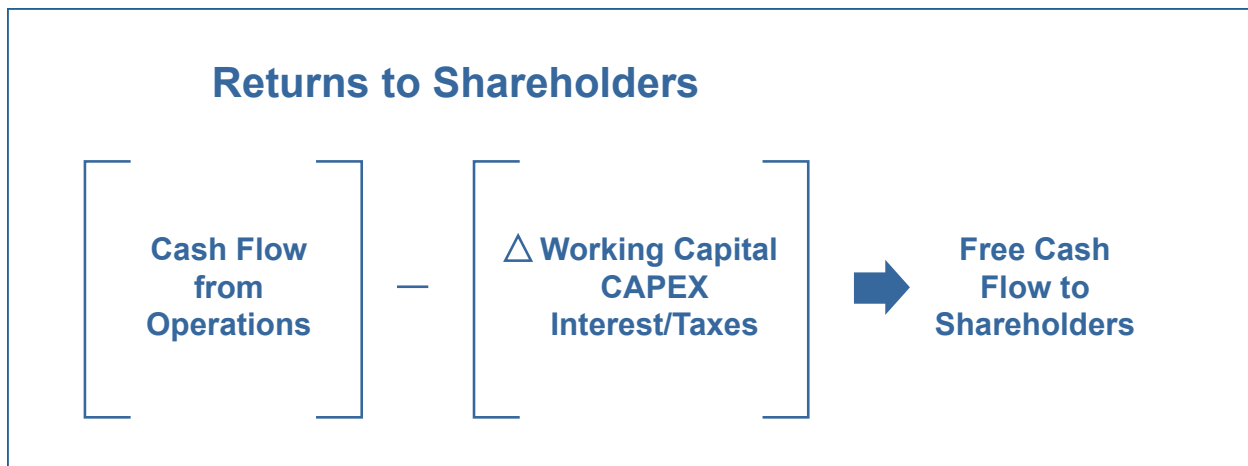 Returns to Shareholders
Cash Flow
from
Operations
—
△ Working Capital
CAPEX
Interest/Taxes
Free Cash
Flow to
Shareholders